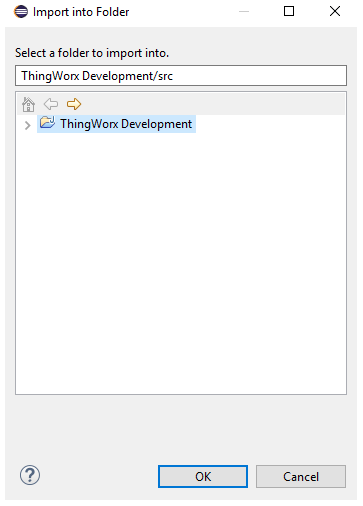 Import into Folder
Select a folder to import into.
ThingWorx Development/src
ThingWorx Development
OK
Cancel